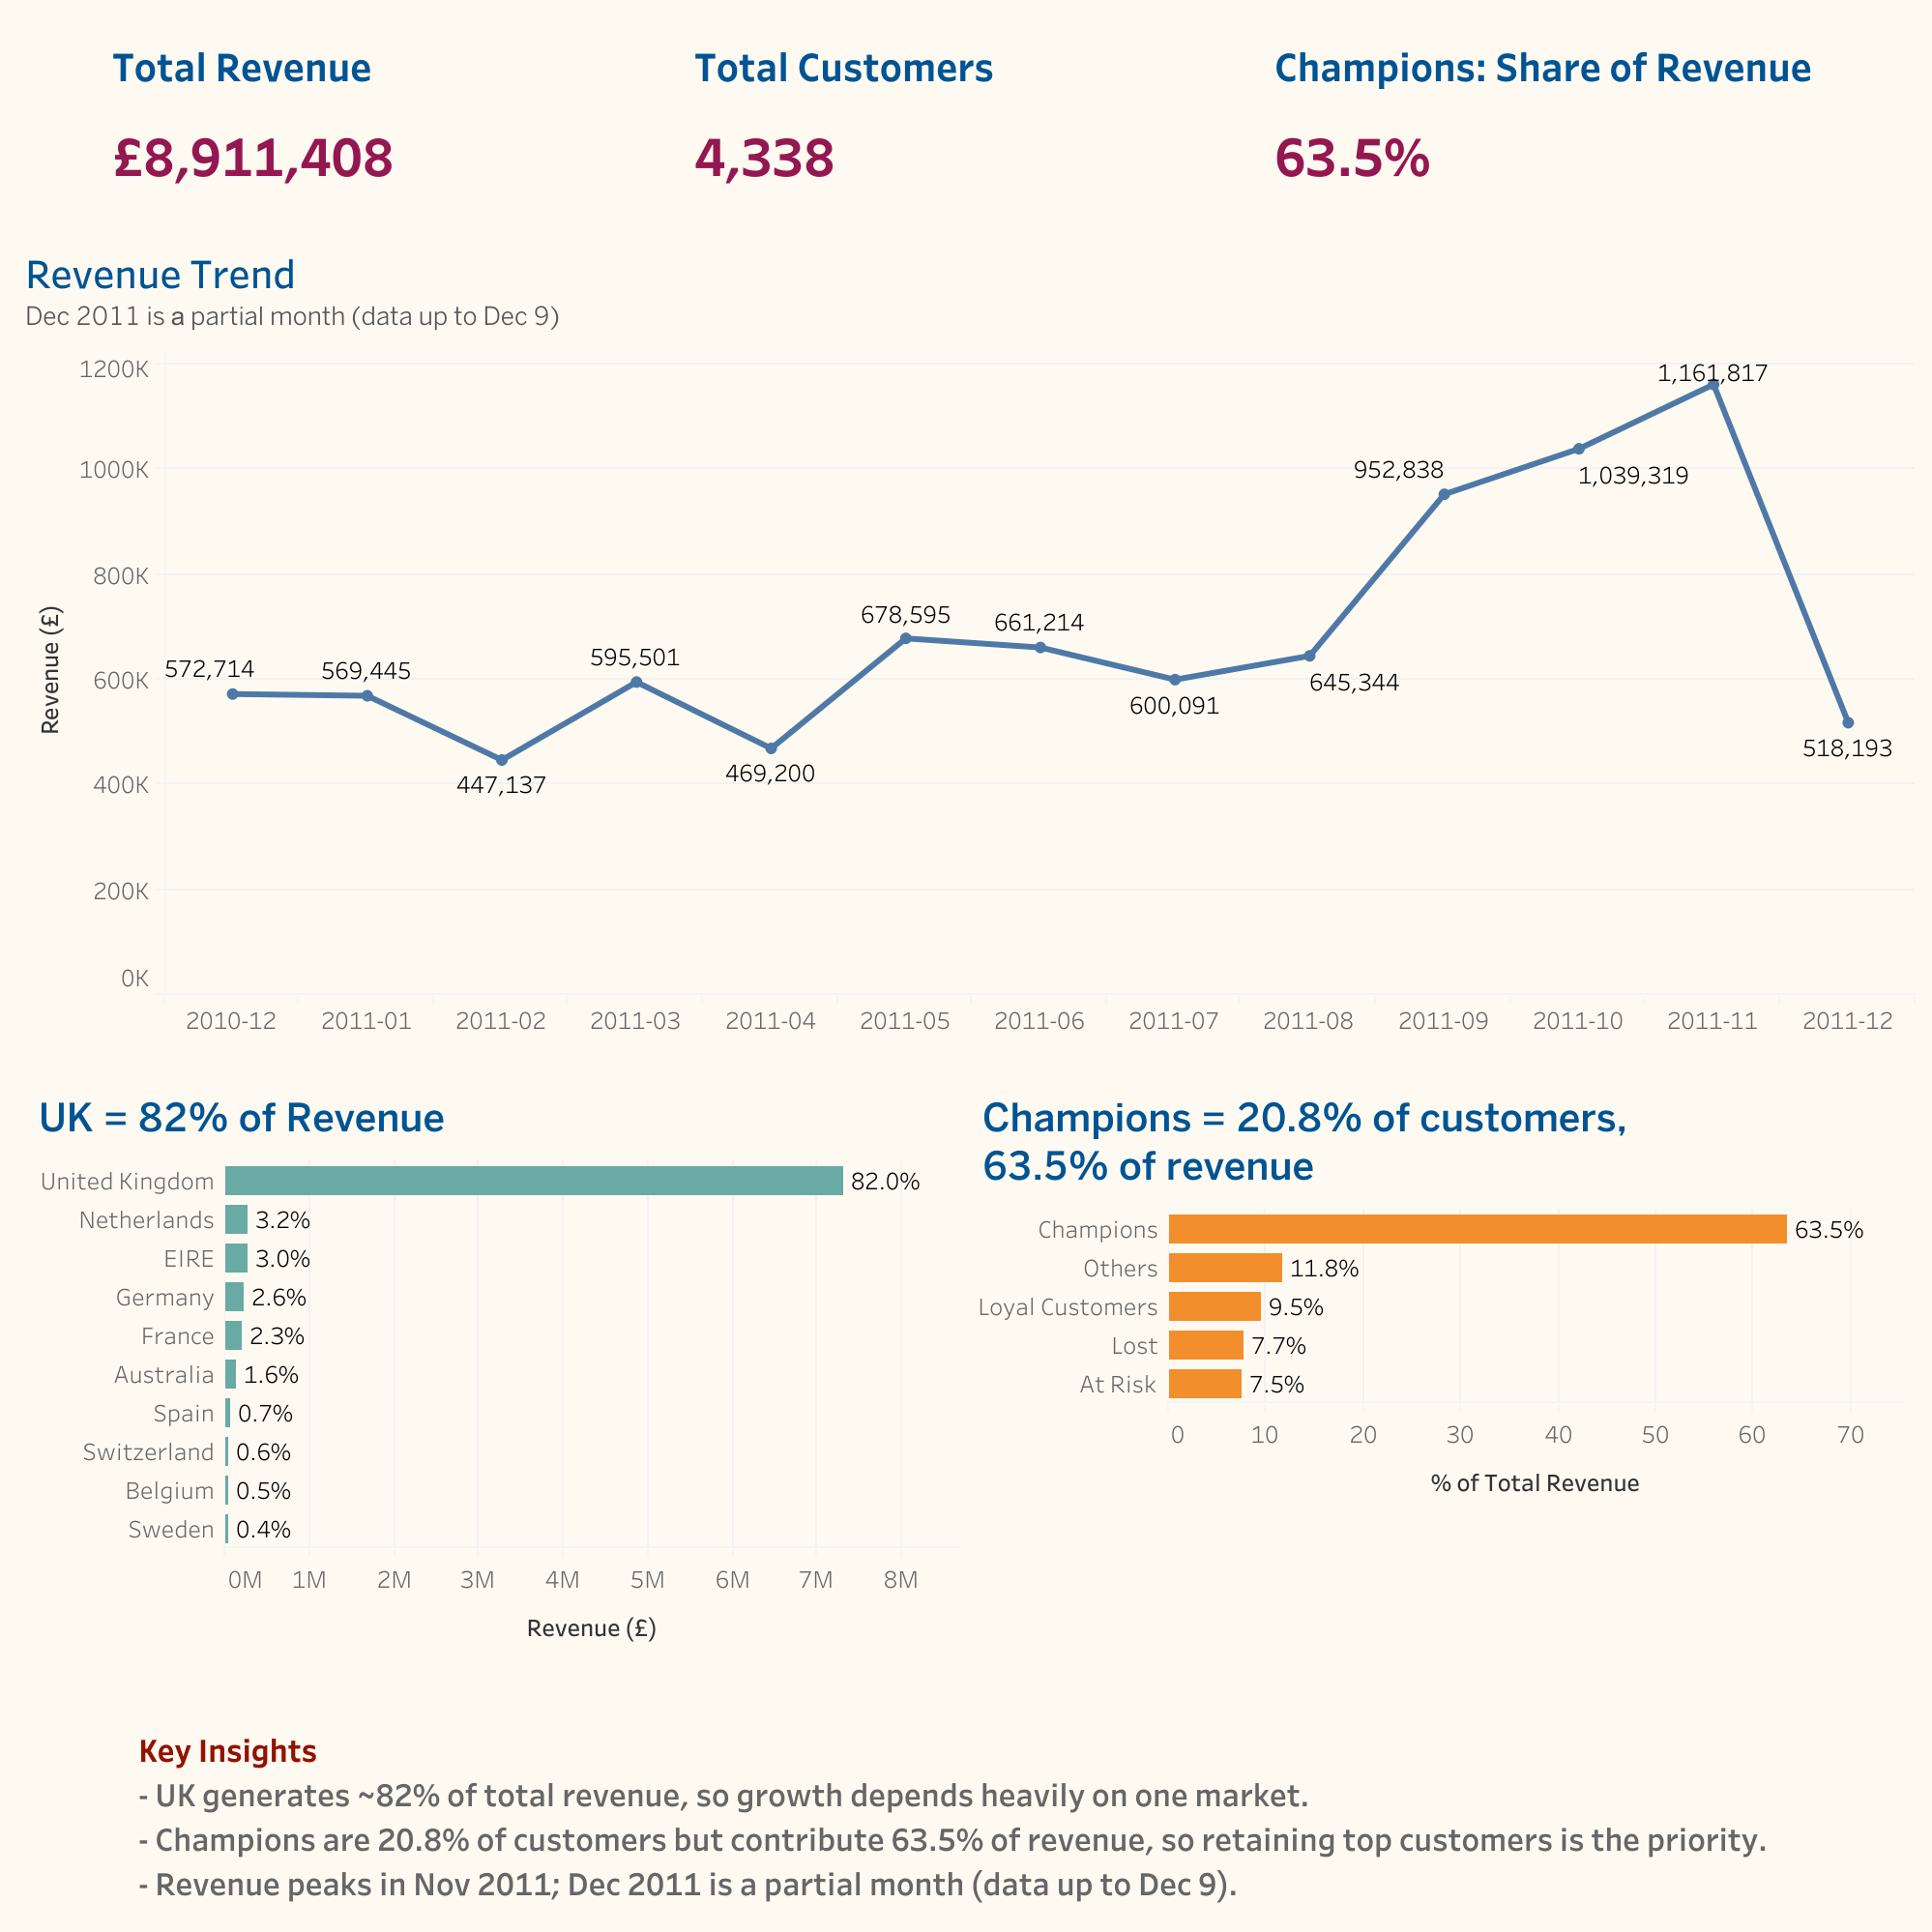 Total Revenue
Total Customers
Champions: Share of Revenue
£8,911,408
4,338
63.5%
Revenue Trend
Dec 2011 is a partial month (data up to Dec 9)
Revenue (£)
1200K
1000K
800K
600K
400K
200K
0K
572,714
569,445
447,137
595,501
469,200
678,595
661,214
600,091
645,344
952,838
1,039,319
1,161,817
518,193
2010-12
2011-01
2011-02
2011-03
2011-04
2011-05
2011-06
2011-07
2011-08
2011-09
2011-10
2011-11
2011-12
UK = 82% of Revenue
United Kingdom 82.0%
Netherlands 3.2%
EIRE 3.0%
Germany 2.6%
France 2.3%
Australia 1.6%
Spain 0.7%
Switzerland 0.6%
Belgium 0.5%
Sweden 0.4%
0M 1M 2M 3M 4M 5M 6M 7M 8M
Revenue (£)
Champions = 20.8% of customers,
63.5% of revenue
Champions 63.5%
Others 11.8%
Loyal Customers 9.5%
Lost 7.7%
At Risk 7.5%
0 10 20 30 40 50 60 70
% of Total Revenue
Key Insights
- UK generates ~82% of total revenue, so growth depends heavily on one market.
- Champions are 20.8% of customers but contribute 63.5% of revenue, so retaining top customers is the priority.
- Revenue peaks in Nov 2011; Dec 2011 is a partial month (data up to Dec 9).